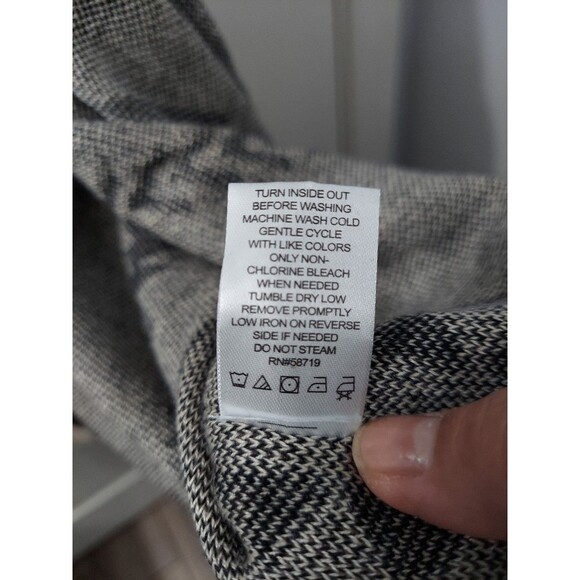 TURN INSIDE OUT
BEFORE WASHING
MACHINE WASH COLD
GENTLE CYCLE
WITH LIKE COLORS
ONLY NON-
CHLORINE BLEACH
WHEN NEEDED
TUMBLE DRY LOW
REMOVE PROMPTLY
LOW IRON ON REVERSE
SIDE IF NEEDED
DO NOT STEAM
RN#58719